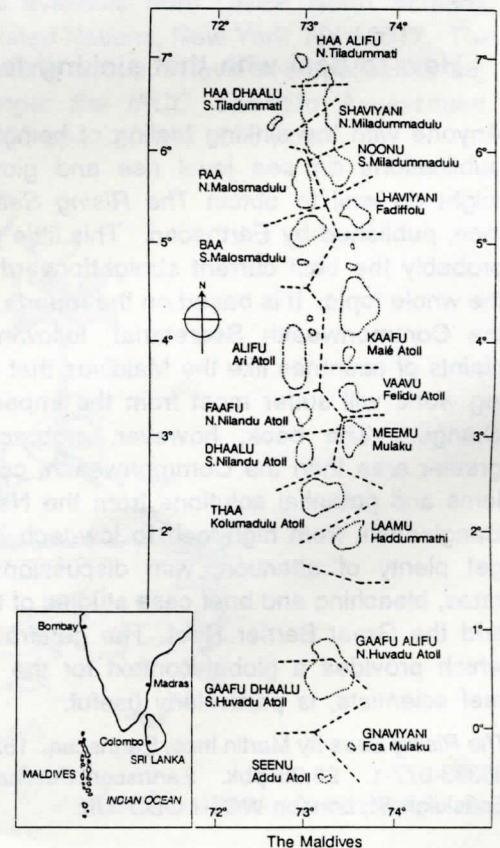 72° 73° 74°
HAA ALIFU
N.Tiladummati
7° 7°
HAA DHAALU
S.Tiladummati
SHAVIYANI
N.Miladummadulu
NOONU
S.Miladummadulu
6° 6°
RAA
N.Malosmadulu
LHAVIYANI
Fadiffolu
5° 5°
BAA
S.Malosmadulu
N
4° 4°
ALIFU
Ari Atoll
KAAFU
Malé Atoll
VAAVU
Felidu Atoll
FAAFU
N.Nilandu Atoll
3° 3°
MEEMU
Mulaku
DHAALU
S.Nilandu Atoll
THAA
Kolumadulu Atoll
2° 2°
LAAMU
Haddummathi
1°
GAAFU ALIFU
N.Huvadu Atoll
GAAFU DHAALU
S.Huvadu Atoll
0°
GNAVIYANI
Foa Mulaku
SEENU
Addu Atoll
72° 73° 74°
Bombay
Colombo
SRI LANKA
MALDIVES
INDIAN OCEAN
The Maldives